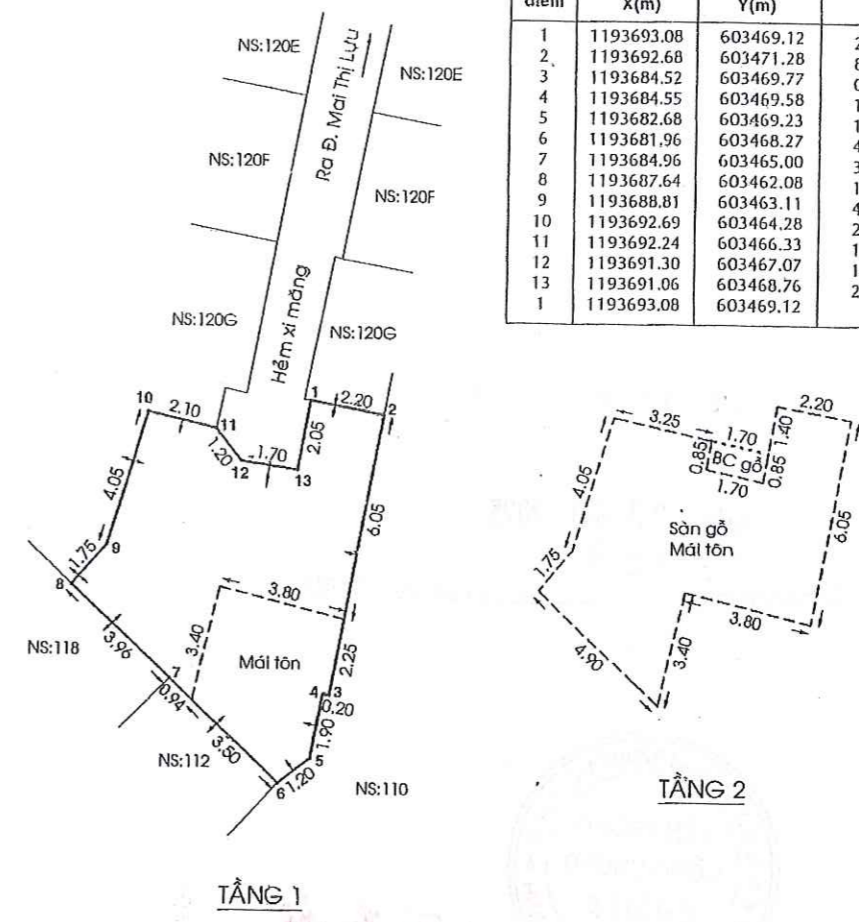 điểm X(m) Y(m)
1 1193693.08 603469.12
2 1193692.68 603471.28
3 1193684.52 603469.77
4 1193684.55 603469.58
5 1193682.68 603469.23
6 1193681,96 603468.27
7 1193684.96 603465.00
8 1193687.64 603462.08
9 1193688.81 603463.11
10 1193692.69 603464.28
11 1193692.24 603466.33
12 1193691.30 603467.07
13 1193691.06 603468.76
1 1193693.08 603469.12
NS:120E
Ra Đ. Mai Thị Lựu
NS:120E
NS:120F
NS:120F
Hẻm xi măng
NS:120G
NS:120G
10
2.10
11
1
2.20
2
1.20
12
1.70
13
2.05
4.05
6.05
9
1.75
8
3.80
3.40
Mái tôn
2.25
NS:118
3.96
7
0.94
4
3
0.20
1.90
3.50
5
NS:112
6
1.20
NS:110
TẦNG 1
3.25
1.70
1.40
2.20
0.85
BC gỗ
0.85
1.70
4.05
6.05
Sàn gỗ
Mái tôn
1.75
3.80
4.90
3.40
TẦNG 2